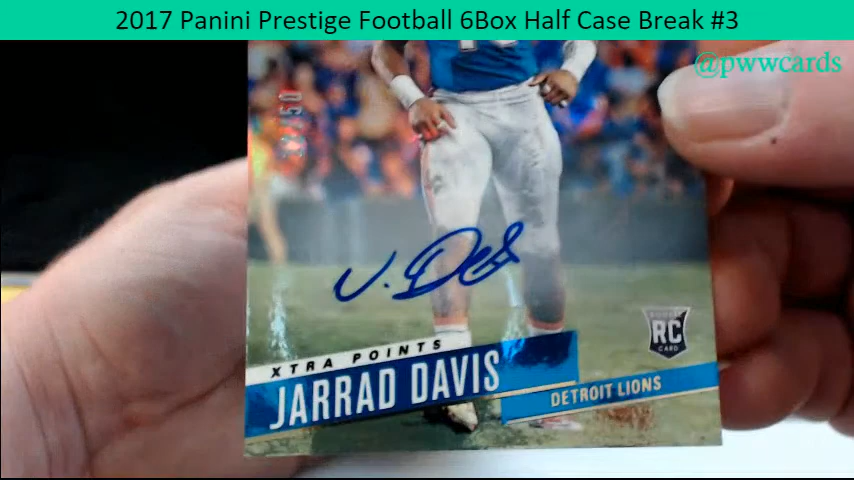 2017 Panini Prestige Football 6Box Half Case Break #3
@pwwcards
J. Davis
XTRA POINTS
JARRAD DAVIS
DETROIT LIONS
ROOKIE
RC
CARD